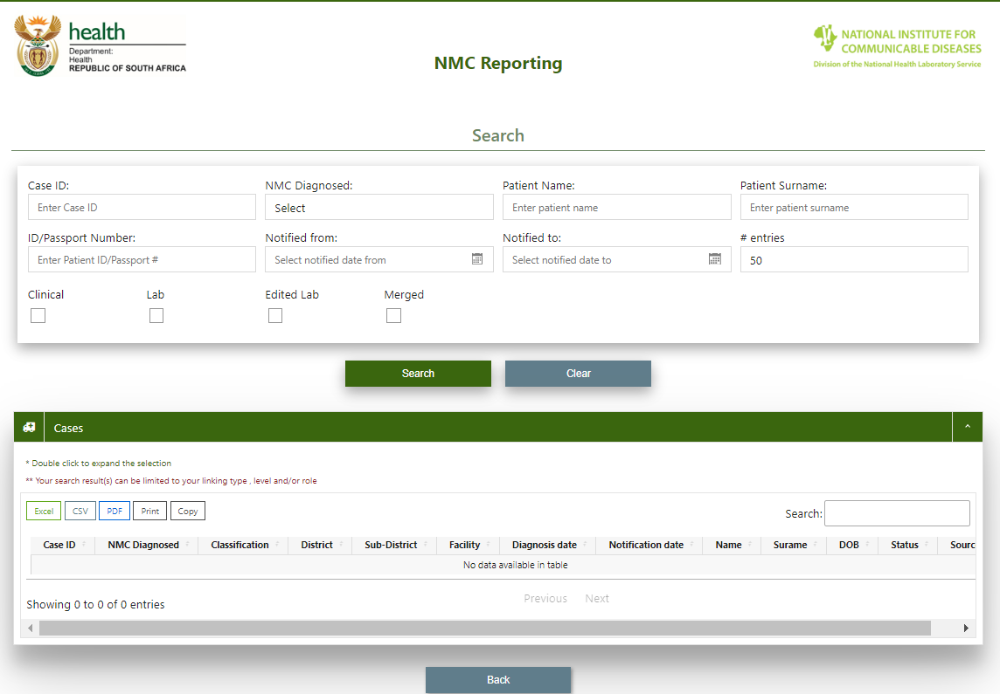 health
Department:
Health
REPUBLIC OF SOUTH AFRICA
NMC Reporting
NATIONAL INSTITUTE FOR
COMMUNICABLE DISEASES
Division of the National Health Laboratory Service
Search
Case ID: NMC Diagnosed: Patient Name: Patient Surname:
Enter Case ID Select Enter patient name Enter patient surname
ID/Passport Number: Notified from: Notified to: # entries
Enter Patient ID/Passport # Select notified date from Select notified date to 50
Clinical Lab Edited Lab Merged
Search Clear
Cases
* Double click to expand the selection
** Your search result(s) can be limited to your linking type , level and/or role
Excel CSV PDF Print Copy Search:
Case ID NMC Diagnosed Classification District Sub-District Facility Diagnosis date Notification date Name Surame DOB Status Sourc
No data available in table
Showing 0 to 0 of 0 entries Previous Next
Back